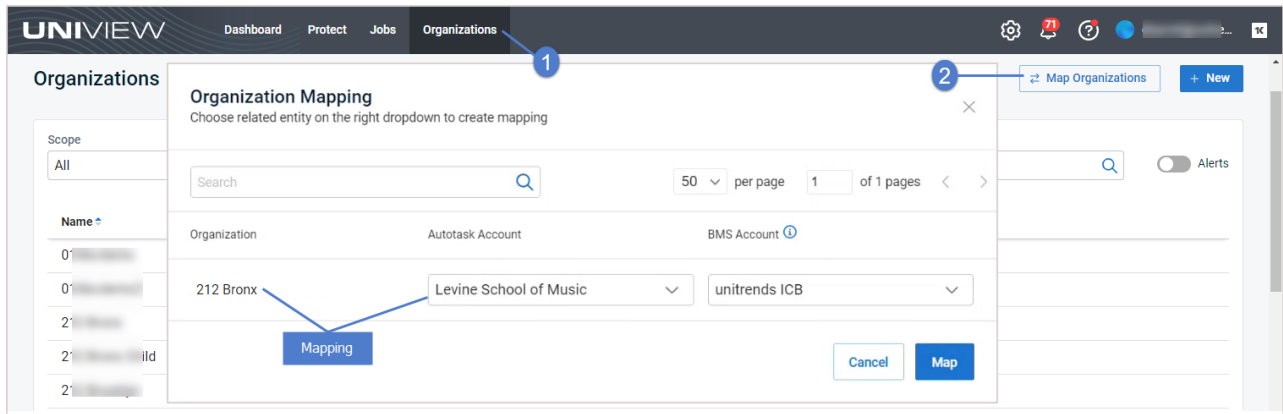 UNIVIEW Dashboard Protect Jobs Organizations 71
1
2
Organizations
Map Organizations + New
Organization Mapping
Choose related entity on the right dropdown to create mapping
Scope
All
Alerts
Search 50 per page 1 of 1 pages
Name
Organization Autotask Account BMS Account
212 Bronx Levine School of Music unitrends ICB
Mapping
Cancel Map